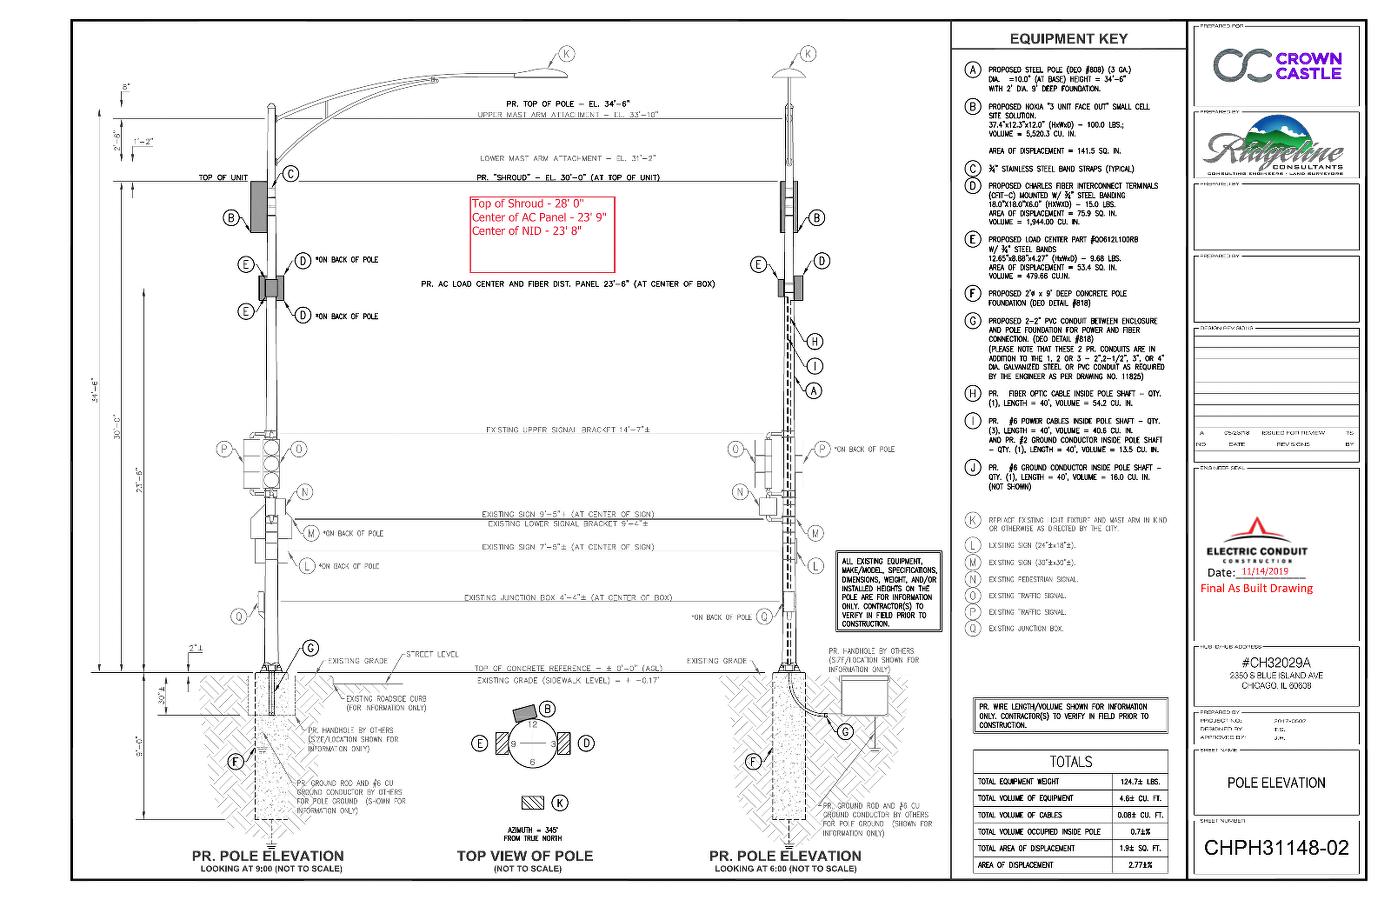 K
K
6"
2'-8"
1'-2"
34'-6"
30'-0"
23'-6"
2"±
30"±
9'-0"
PR. TOP OF POLE - EL. 34'-6"
UPPER MAST ARM ATTACHMENT - EL. 33'-10"
LOWER MAST ARM ATTACHMENT - EL. 31'-2"
TOP OF UNIT
C
PR. "SHROUD" - EL. 30'-0" (AT TOP OF UNIT)
Top of Shroud - 28' 0"
Center of AC Panel - 23' 9"
Center of NID - 23' 8"
B
B
E
D
*ON BACK OF POLE
E
D
PR. AC LOAD CENTER AND FIBER DIST. PANEL 23'-6" (AT CENTER OF BOX)
E
D
*ON BACK OF POLE
H
I
A
EXISTING UPPER SIGNAL BRACKET 14'-7"±
P
O
O
P
*ON BACK OF POLE
N
N
EXISTING SIGN 9'-5"± (AT CENTER OF SIGN)
EXISTING LOWER SIGNAL BRACKET 9'-4"±
M
*ON BACK OF POLE
M
EXISTING SIGN 7'-5"± (AT CENTER OF SIGN)
L
*ON BACK OF POLE
L
EXISTING JUNCTION BOX 4'-4"± (AT CENTER OF BOX)
Q
*ON BACK OF POLE
Q
ALL EXISTING EQUIPMENT,
MAKE/MODEL, SPECIFICATIONS,
DIMENSIONS, WEIGHT, AND/OR
INSTALLED HEIGHTS ON THE
POLE ARE FOR INFORMATION
ONLY. CONTRACTOR(S) TO
VERIFY IN FIELD PRIOR TO
CONSTRUCTION.
G
EXISTING GRADE
STREET LEVEL
TOP OF CONCRETE REFERENCE - ± 0'-0" (AGL)
EXISTING GRADE (SIDEWALK LEVEL) = ± -0.17'
EXISTING GRADE
PR. HANDHOLE BY OTHERS
(SIZE/LOCATION SHOWN FOR
INFORMATION ONLY)
EXISTING ROADSIDE CURB
(FOR INFORMATION ONLY)
PR. HANDHOLE BY OTHERS
(SIZE/LOCATION SHOWN FOR
INFORMATION ONLY)
F
PR. GROUND ROD AND #6 CU
GROUND CONDUCTOR BY OTHERS
FOR POLE GROUND (SHOWN FOR
INFORMATION ONLY)
B
12
E
9
3
D
6
K
AZIMUTH = 345°
FROM TRUE NORTH
G
F
PR. GROUND ROD AND #6 CU
GROUND CONDUCTOR BY OTHERS
FOR POLE GROUND (SHOWN FOR
INFORMATION ONLY)
PR. POLE ELEVATION
LOOKING AT 9:00 (NOT TO SCALE)
TOP VIEW OF POLE
(NOT TO SCALE)
PR. POLE ELEVATION
LOOKING AT 6:00 (NOT TO SCALE)
EQUIPMENT KEY
A PROPOSED STEEL POLE (DEO #808) (3 GA.)
DIA. =10.0" (AT BASE) HEIGHT = 34'-6"
WITH 2' DIA. 9' DEEP FOUNDATION.
B PROPOSED NOKIA "3 UNIT FACE OUT" SMALL CELL
SITE SOLUTION.
37.4"x12.3"x12.0" (HxWxD) - 100.0 LBS.;
VOLUME = 5,520.3 CU. IN.
AREA OF DISPLACEMENT = 141.5 SQ. IN.
C ¾" STAINLESS STEEL BAND STRAPS (TYPICAL)
D PROPOSED CHARLES FIBER INTERCONNECT TERMINALS
(CFIT-C) MOUNTED W/ ¾" STEEL BANDING
18.0"X18.0"X6.0" (HXWXD) - 15.0 LBS.
AREA OF DISPLACEMENT = 75.9 SQ. IN.
VOLUME = 1,944.00 CU. IN.
E PROPOSED LOAD CENTER PART #QO612L100RB
W/ ¾" STEEL BANDS
12.65"x8.88"x4.27" (HxWxD) - 9.68 LBS.
AREA OF DISPLACEMENT = 53.4 SQ. IN.
VOLUME = 479.66 CU.IN.
F PROPOSED 2'ø x 9' DEEP CONCRETE POLE
FOUNDATION (DEO DETAIL #818)
G PROPOSED 2-2" PVC CONDUIT BETWEEN ENCLOSURE
AND POLE FOUNDATION FOR POWER AND FIBER
CONNECTION. (DEO DETAIL #818)
(PLEASE NOTE THAT THESE 2 PR. CONDUITS ARE IN
ADDITION TO THE 1, 2 OR 3 - 2",2-1/2", 3", OR 4"
DIA. GALVANIZED STEEL OR PVC CONDUIT AS REQUIRED
BY THE ENGINEER AS PER DRAWING NO. 11825)
H PR. FIBER OPTIC CABLE INSIDE POLE SHAFT - QTY.
(1), LENGTH = 40', VOLUME = 54.2 CU. IN.
I PR. #6 POWER CABLES INSIDE POLE SHAFT - QTY.
(3), LENGTH = 40', VOLUME = 40.6 CU. IN.
AND PR. #2 GROUND CONDUCTOR INSIDE POLE SHAFT
- QTY. (1), LENGTH = 40', VOLUME = 13.5 CU. IN.
J PR. #6 GROUND CONDUCTOR INSIDE POLE SHAFT -
QTY. (1), LENGTH = 40', VOLUME = 16.0 CU. IN.
(NOT SHOWN)
K REPLACE EXISTING LIGHT FIXTURE AND MAST ARM IN KIND
OR OTHERWISE AS DIRECTED BY THE CITY.
L EXISTING SIGN (24"±x18"±).
M EXISTING SIGN (30"±x30"±).
N EXISTING PEDESTRIAN SIGNAL.
O EXISTING TRAFFIC SIGNAL.
P EXISTING TRAFFIC SIGNAL.
Q EXISTING JUNCTION BOX.
PR. WIRE LENGTH/VOLUME SHOWN FOR INFORMATION
ONLY. CONTRACTOR(S) TO VERIFY IN FIELD PRIOR TO
CONSTRUCTION.
TOTALS
TOTAL EQUIPMENT WEIGHT 124.7± LBS.
TOTAL VOLUME OF EQUIPMENT 4.6± CU. FT.
TOTAL VOLUME OF CABLES 0.08± CU. FT.
TOTAL VOLUME OCCUPIED INSIDE POLE 0.7±%
TOTAL AREA OF DISPLACEMENT 1.9± SQ. FT.
AREA OF DISPLACEMENT 2.77±%
PREPARED FOR
CROWN
CASTLE
PREPARED BY
Ridgeline
CONSULTANTS
CONSULTING ENGINEERS • LAND SURVEYORS
PREPARED BY
PREPARED BY
DESIGN REVISIONS
A 05/23/18 ISSUED FOR REVIEW TS
NO DATE REVISIONS BY
ENGINEER SEAL
ELECTRIC CONDUIT
CONSTRUCTION
Date: 11/14/2019
Final As Built Drawing
HUB ID/HUB ADDRESS
#CH32029A
2350 S BLUE ISLAND AVE
CHICAGO, IL 60608
PREPARED BY
PROJECT NO:
DESIGNED BY
APPROVED BY:
SHEET NAME
POLE ELEVATION
SHEET NUMBER
CHPH31148-02